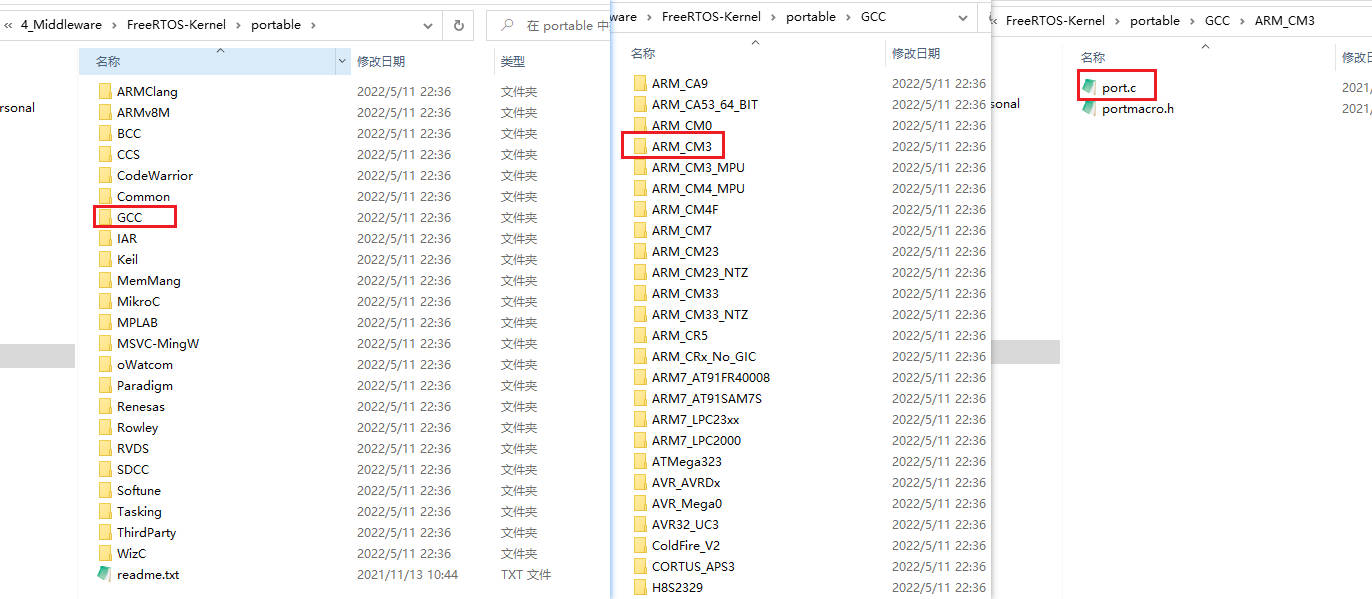 « 4_Middleware › FreeRTOS-Kernel › portable ›
在 portable 中
rsonal
名称 修改日期 类型
ARMClang 2022/5/11 22:36 文件夹
ARMv8M 2022/5/11 22:36 文件夹
BCC 2022/5/11 22:36 文件夹
CCS 2022/5/11 22:36 文件夹
CodeWarrior 2022/5/11 22:36 文件夹
Common 2022/5/11 22:36 文件夹
GCC 2022/5/11 22:36 文件夹
IAR 2022/5/11 22:36 文件夹
Keil 2022/5/11 22:36 文件夹
MemMang 2022/5/11 22:36 文件夹
MikroC 2022/5/11 22:36 文件夹
MPLAB 2022/5/11 22:36 文件夹
MSVC-MingW 2022/5/11 22:36 文件夹
oWatcom 2022/5/11 22:36 文件夹
Paradigm 2022/5/11 22:36 文件夹
Renesas 2022/5/11 22:36 文件夹
Rowley 2022/5/11 22:36 文件夹
RVDS 2022/5/11 22:36 文件夹
SDCC 2022/5/11 22:36 文件夹
Softune 2022/5/11 22:36 文件夹
Tasking 2022/5/11 22:36 文件夹
ThirdParty 2022/5/11 22:36 文件夹
WizC 2022/5/11 22:36 文件夹
readme.txt 2021/11/13 10:44 TXT 文件
ware › FreeRTOS-Kernel › portable › GCC
名称 修改日期
ARM_CA9 2022/5/11 22:36
ARM_CA53_64_BIT 2022/5/11 22:36
ARM_CM0 2022/5/11 22:36
ARM_CM3 2022/5/11 22:36
ARM_CM3_MPU 2022/5/11 22:36
ARM_CM4_MPU 2022/5/11 22:36
ARM_CM4F 2022/5/11 22:36
ARM_CM7 2022/5/11 22:36
ARM_CM23 2022/5/11 22:36
ARM_CM23_NTZ 2022/5/11 22:36
ARM_CM33 2022/5/11 22:36
ARM_CM33_NTZ 2022/5/11 22:36
ARM_CR5 2022/5/11 22:36
ARM_CRx_No_GIC 2022/5/11 22:36
ARM7_AT91FR40008 2022/5/11 22:36
ARM7_AT91SAM7S 2022/5/11 22:36
ARM7_LPC23xx 2022/5/11 22:36
ARM7_LPC2000 2022/5/11 22:36
ATMega323 2022/5/11 22:36
AVR_AVRDx 2022/5/11 22:36
AVR_Mega0 2022/5/11 22:36
AVR32_UC3 2022/5/11 22:36
ColdFire_V2 2022/5/11 22:36
CORTUS_APS3 2022/5/11 22:36
H8S2329 2022/5/11 22:36
« FreeRTOS-Kernel › portable › GCC › ARM_CM3
sonal
名称 修改日
port.c 2021/
portmacro.h 2021/